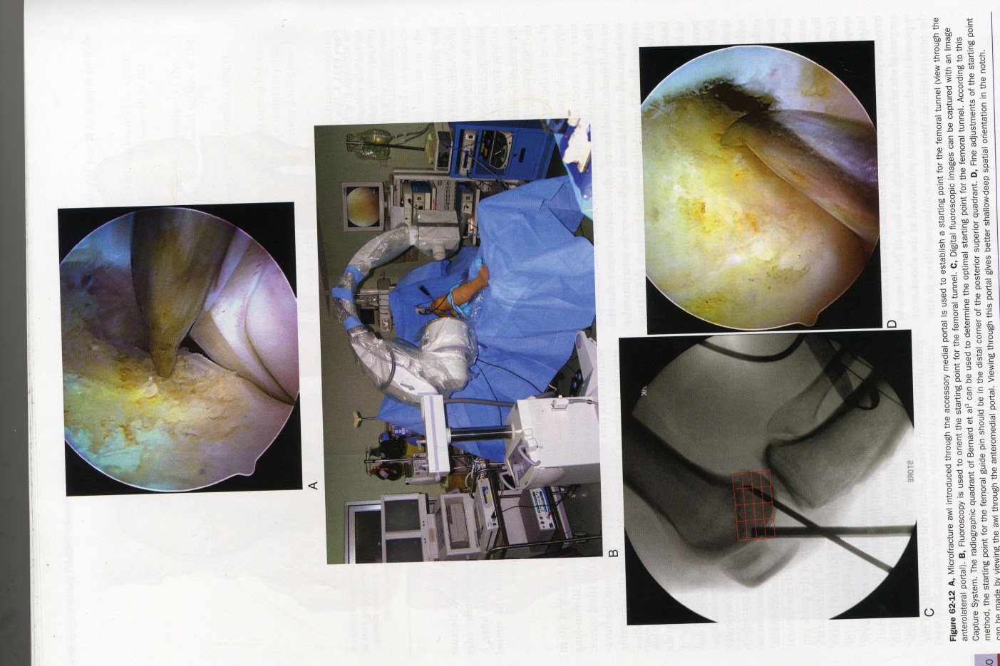 A
B
C
D
ЯК
STORE
Figure 62-12 A, Microfracture awl introduced through the accessory medial portal is used to establish a starting point for the femoral tunnel (view through the
anterolateral portal). B, Fluoroscopy is used to orient the starting point for the femoral tunnel. C, Digital fluoroscopic images can be captured with an Image
Capture System. The radiographic quadrant of Bernard et al³ can be used to determine the optimal starting point for the femoral tunnel. According to this
method, the starting point for the femoral guide pin should be in the distal corner of the posterior superior quadrant. D, Fine adjustments of the starting point
can be made by viewing the awl through the anteromedial portal. Viewing through this portal gives better shallow-deep spatial orientation in the notch.